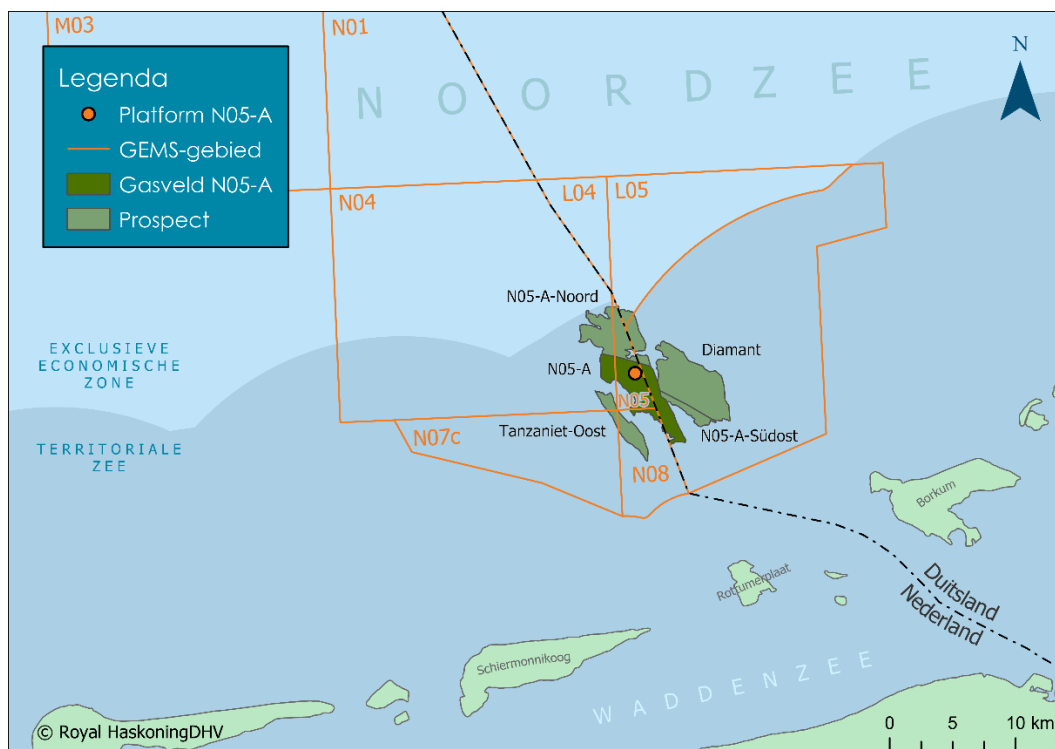 M03
N01
Legenda
Platform N05-A
GEMS-gebied
Gasveld N05-A
Prospect
NOORDZEE
N
N04
L04
L05
N05-A-Noord
EXCLUSIEVE
ECONOMISCHE
ZONE
Diamant
N05-A
N05
TERRITORIALE
ZEE
N07c
Tanzaniet-Oost
N05-A-Südost
N08
Borkum
Rottumerplaat
Duitsland
Nederland
Schiermonnikoog
WADDENZEE
© Royal HaskoningDHV
0 5 10 km